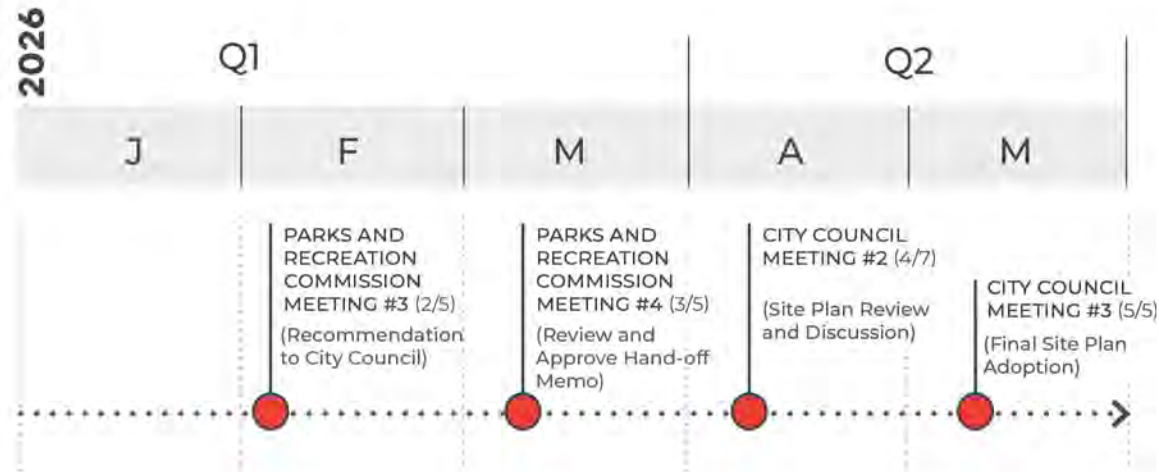 2026
Q1
Q2
J
F
M
A
M
PARKS AND
RECREATION
COMMISSION
MEETING #3 (2/5)
(Recommendation
to City Council)
PARKS AND
RECREATION
COMMISSION
MEETING #4 (3/5)
(Review and
Approve Hand-off
Memo)
CITY COUNCIL
MEETING #2 (4/7)
(Site Plan Review
and Discussion)
CITY COUNCIL
MEETING #3 (5/5)
(Final Site Plan
Adoption)